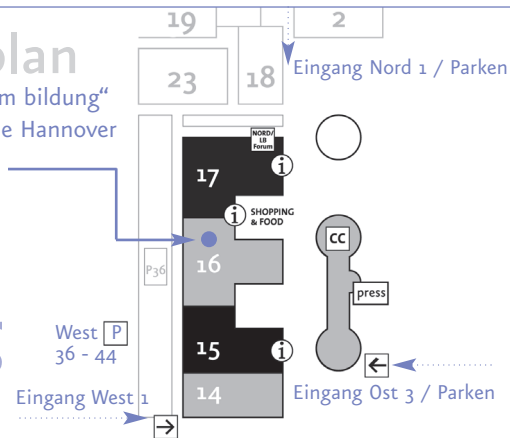 19
2
plan
m bildung“
e Hannover
23
18
Eingang Nord 1 / Parken
NORD/
LB
Forum
i
17
i
SHOPPING
& FOOD
CC
16
P36
press
West P
36 - 44
15
i
14
Eingang West 1
Eingang Ost 3 / Parken